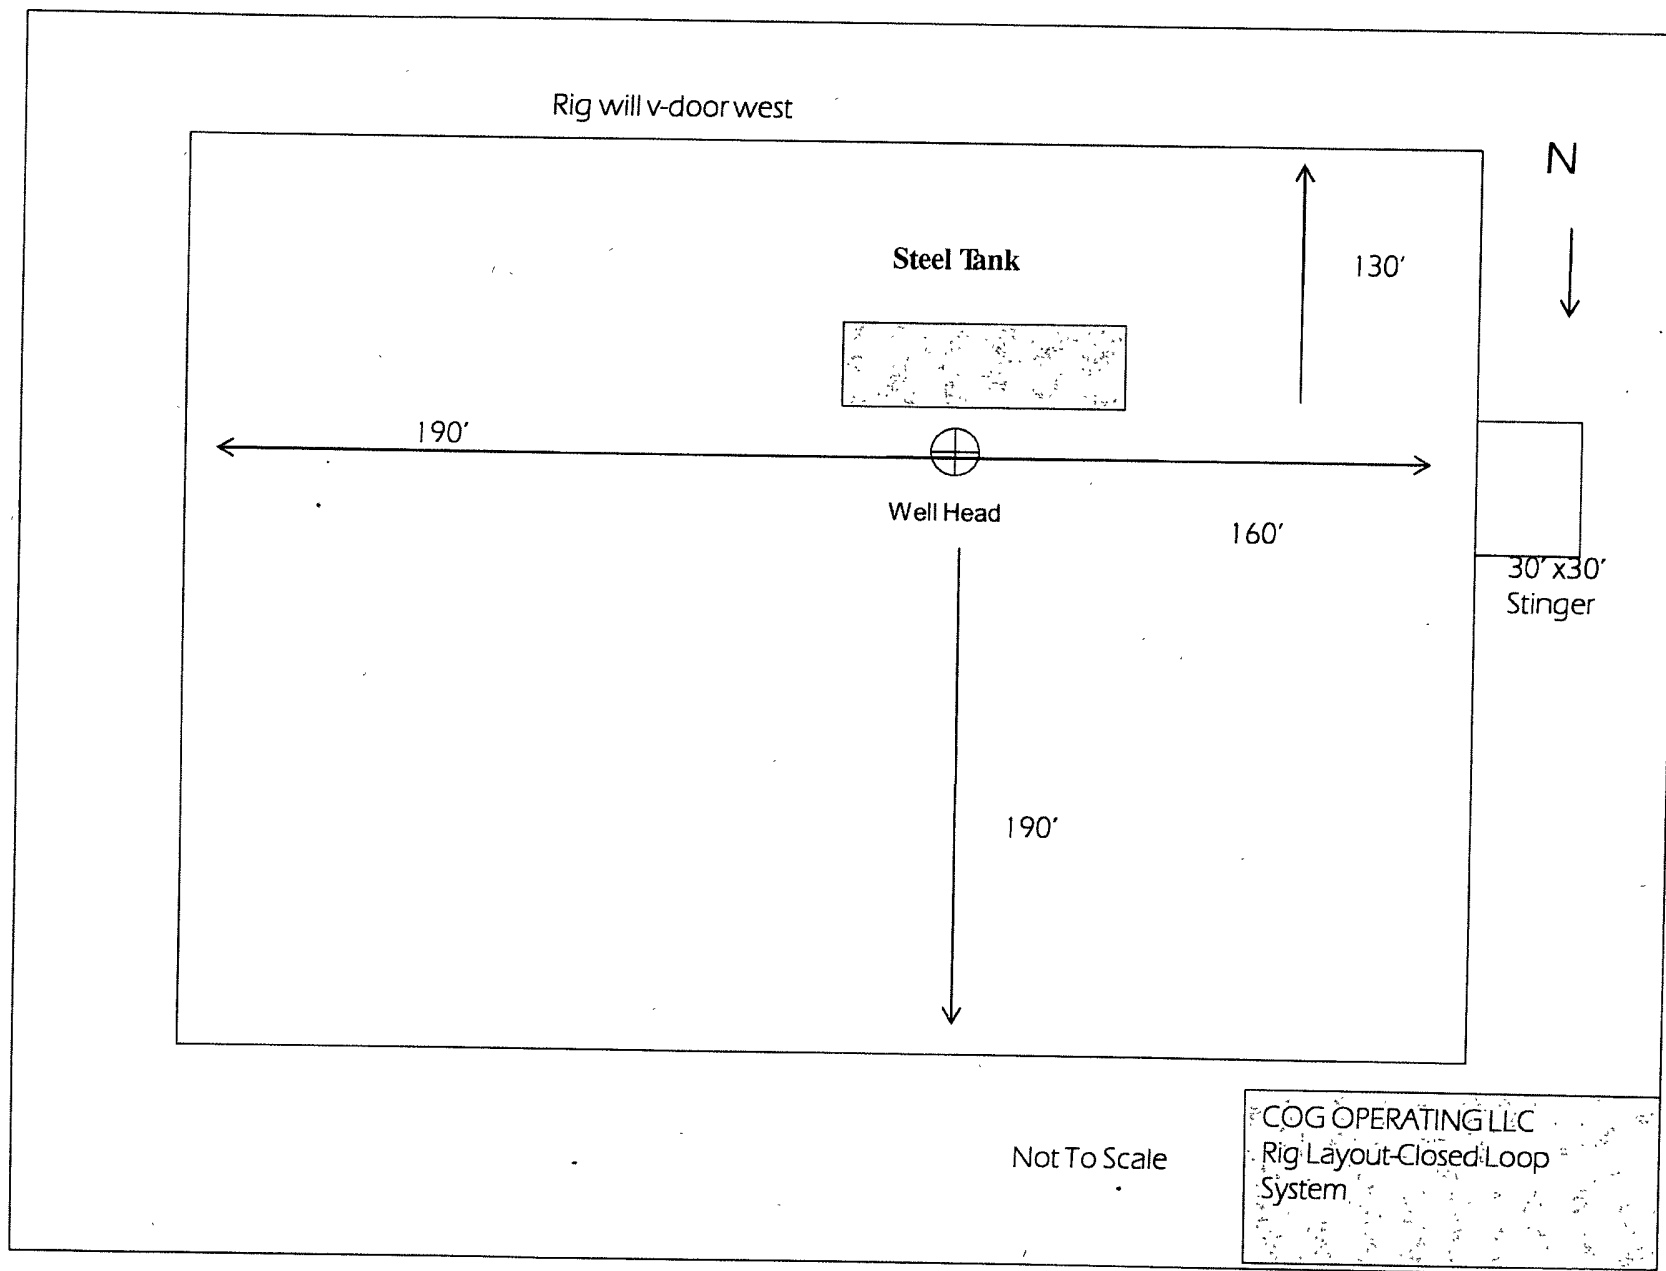 Rig will v-door west
N
Steel Tank
130'
190'
Well Head
160'
30' x30'
Stinger
190'
Not To Scale
COG OPERATING LLC
Rig Layout-Closed Loop
System